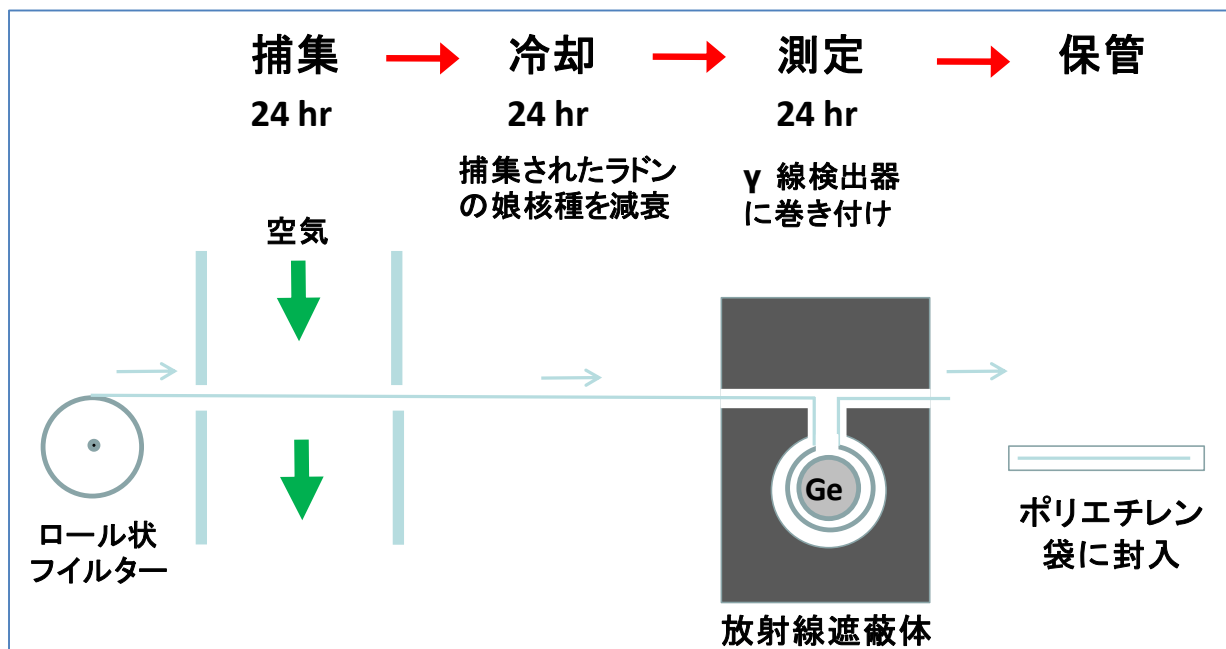 捕集 → 冷却 → 測定 → 保管
24 hr 24 hr 24 hr
捕集されたラドン
の娘核種を減衰
γ 線検出器
に巻き付け
空気
Ge
ロール状
フイルター
ポリエチレン
袋に封入
放射線遮蔽体